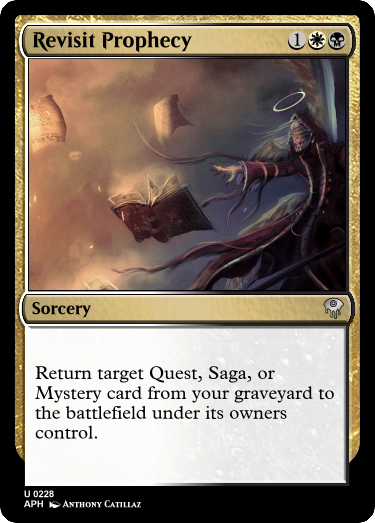 Revisit Prophecy 1
Sorcery
Return target Quest, Saga, or
Mystery card from your graveyard to
the battlefield under its owners
control.
U 0228
APH Anthony Catillaz